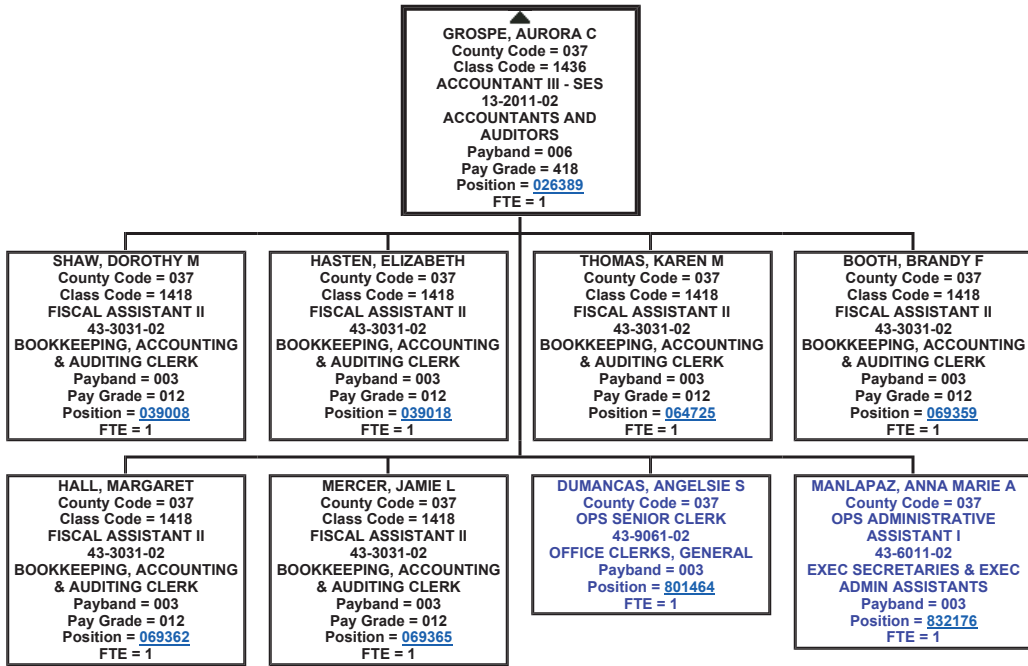 GROSPE, AURORA C
County Code = 037
Class Code = 1436
ACCOUNTANT III - SES
13-2011-02
ACCOUNTANTS AND
AUDITORS
Payband = 006
Pay Grade = 418
Position = 026389
FTE = 1
SHAW, DOROTHY M
County Code = 037
Class Code = 1418
FISCAL ASSISTANT II
43-3031-02
BOOKKEEPING, ACCOUNTING
& AUDITING CLERK
Payband = 003
Pay Grade = 012
Position = 039008
FTE = 1
HASTEN, ELIZABETH
County Code = 037
Class Code = 1418
FISCAL ASSISTANT II
43-3031-02
BOOKKEEPING, ACCOUNTING
& AUDITING CLERK
Payband = 003
Pay Grade = 012
Position = 039018
FTE = 1
THOMAS, KAREN M
County Code = 037
Class Code = 1418
FISCAL ASSISTANT II
43-3031-02
BOOKKEEPING, ACCOUNTING
& AUDITING CLERK
Payband = 003
Pay Grade = 012
Position = 064725
FTE = 1
BOOTH, BRANDY F
County Code = 037
Class Code = 1418
FISCAL ASSISTANT II
43-3031-02
BOOKKEEPING, ACCOUNTING
& AUDITING CLERK
Payband = 003
Pay Grade = 012
Position = 069359
FTE = 1
HALL, MARGARET
County Code = 037
Class Code = 1418
FISCAL ASSISTANT II
43-3031-02
BOOKKEEPING, ACCOUNTING
& AUDITING CLERK
Payband = 003
Pay Grade = 012
Position = 069362
FTE = 1
MERCER, JAMIE L
County Code = 037
Class Code = 1418
FISCAL ASSISTANT II
43-3031-02
BOOKKEEPING, ACCOUNTING
& AUDITING CLERK
Payband = 003
Pay Grade = 012
Position = 069365
FTE = 1
DUMANCAS, ANGELSIE S
County Code = 037
OPS SENIOR CLERK
43-9061-02
OFFICE CLERKS, GENERAL
Payband = 003
Position = 801464
FTE = 1
MANLAPAZ, ANNA MARIE A
County Code = 037
OPS ADMINISTRATIVE
ASSISTANT I
43-6011-02
EXEC SECRETARIES & EXEC
ADMIN ASSISTANTS
Payband = 003
Position = 832176
FTE = 1